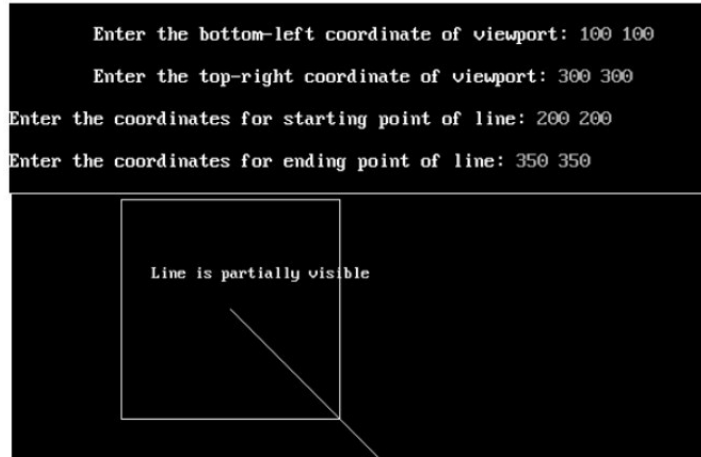 Enter the bottom-left coordinate of viewport: 100 100
Enter the top-right coordinate of viewport: 300 300
Enter the coordinates for starting point of line: 200 200
Enter the coordinates for ending point of line: 350 350
Line is partially visible